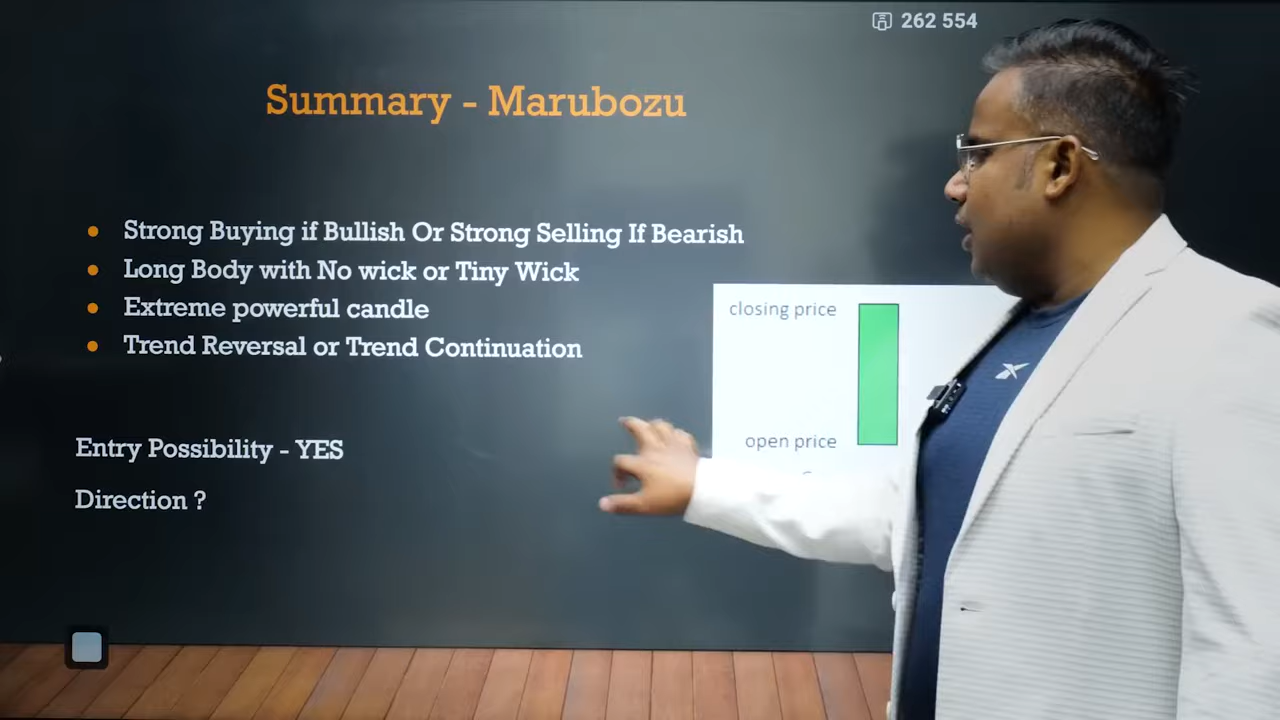 262 554
Summary - Marubozu
Strong Buying if Bullish Or Strong Selling If Bearish
Long Body with No wick or Tiny Wick
Extreme powerful candle
Trend Reversal or Trend Continuation
closing price
open price
Entry Possibility - YES
Direction ?